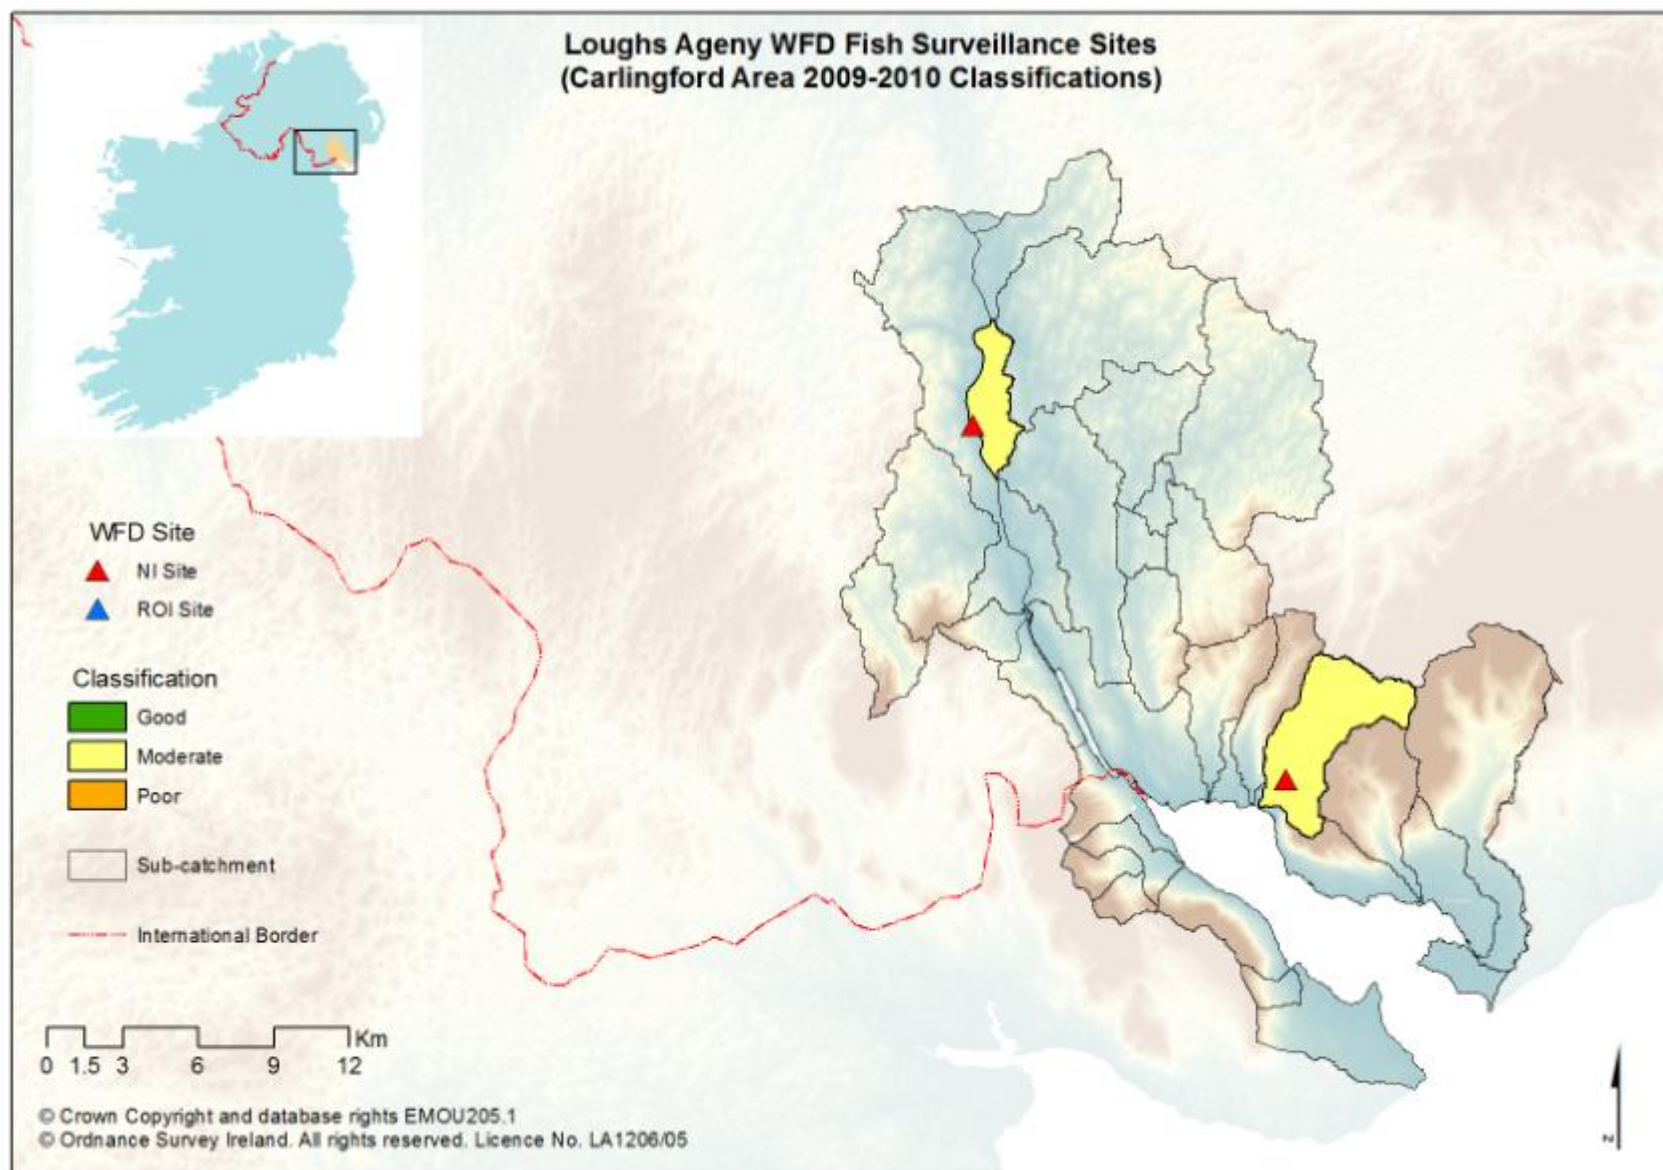 Loughs Ageny WFD Fish Surveillance Sites
(Carlingford Area 2009-2010 Classifications)
WFD Site
NI Site
ROI Site
Classification
Good
Moderate
Poor
Sub-catchment
International Border
Km
0 1.5 3 6 9 12
© Crown Copyright and database rights EMOU205.1
© Ordnance Survey Ireland. All rights reserved. Licence No. LA1206/05
N